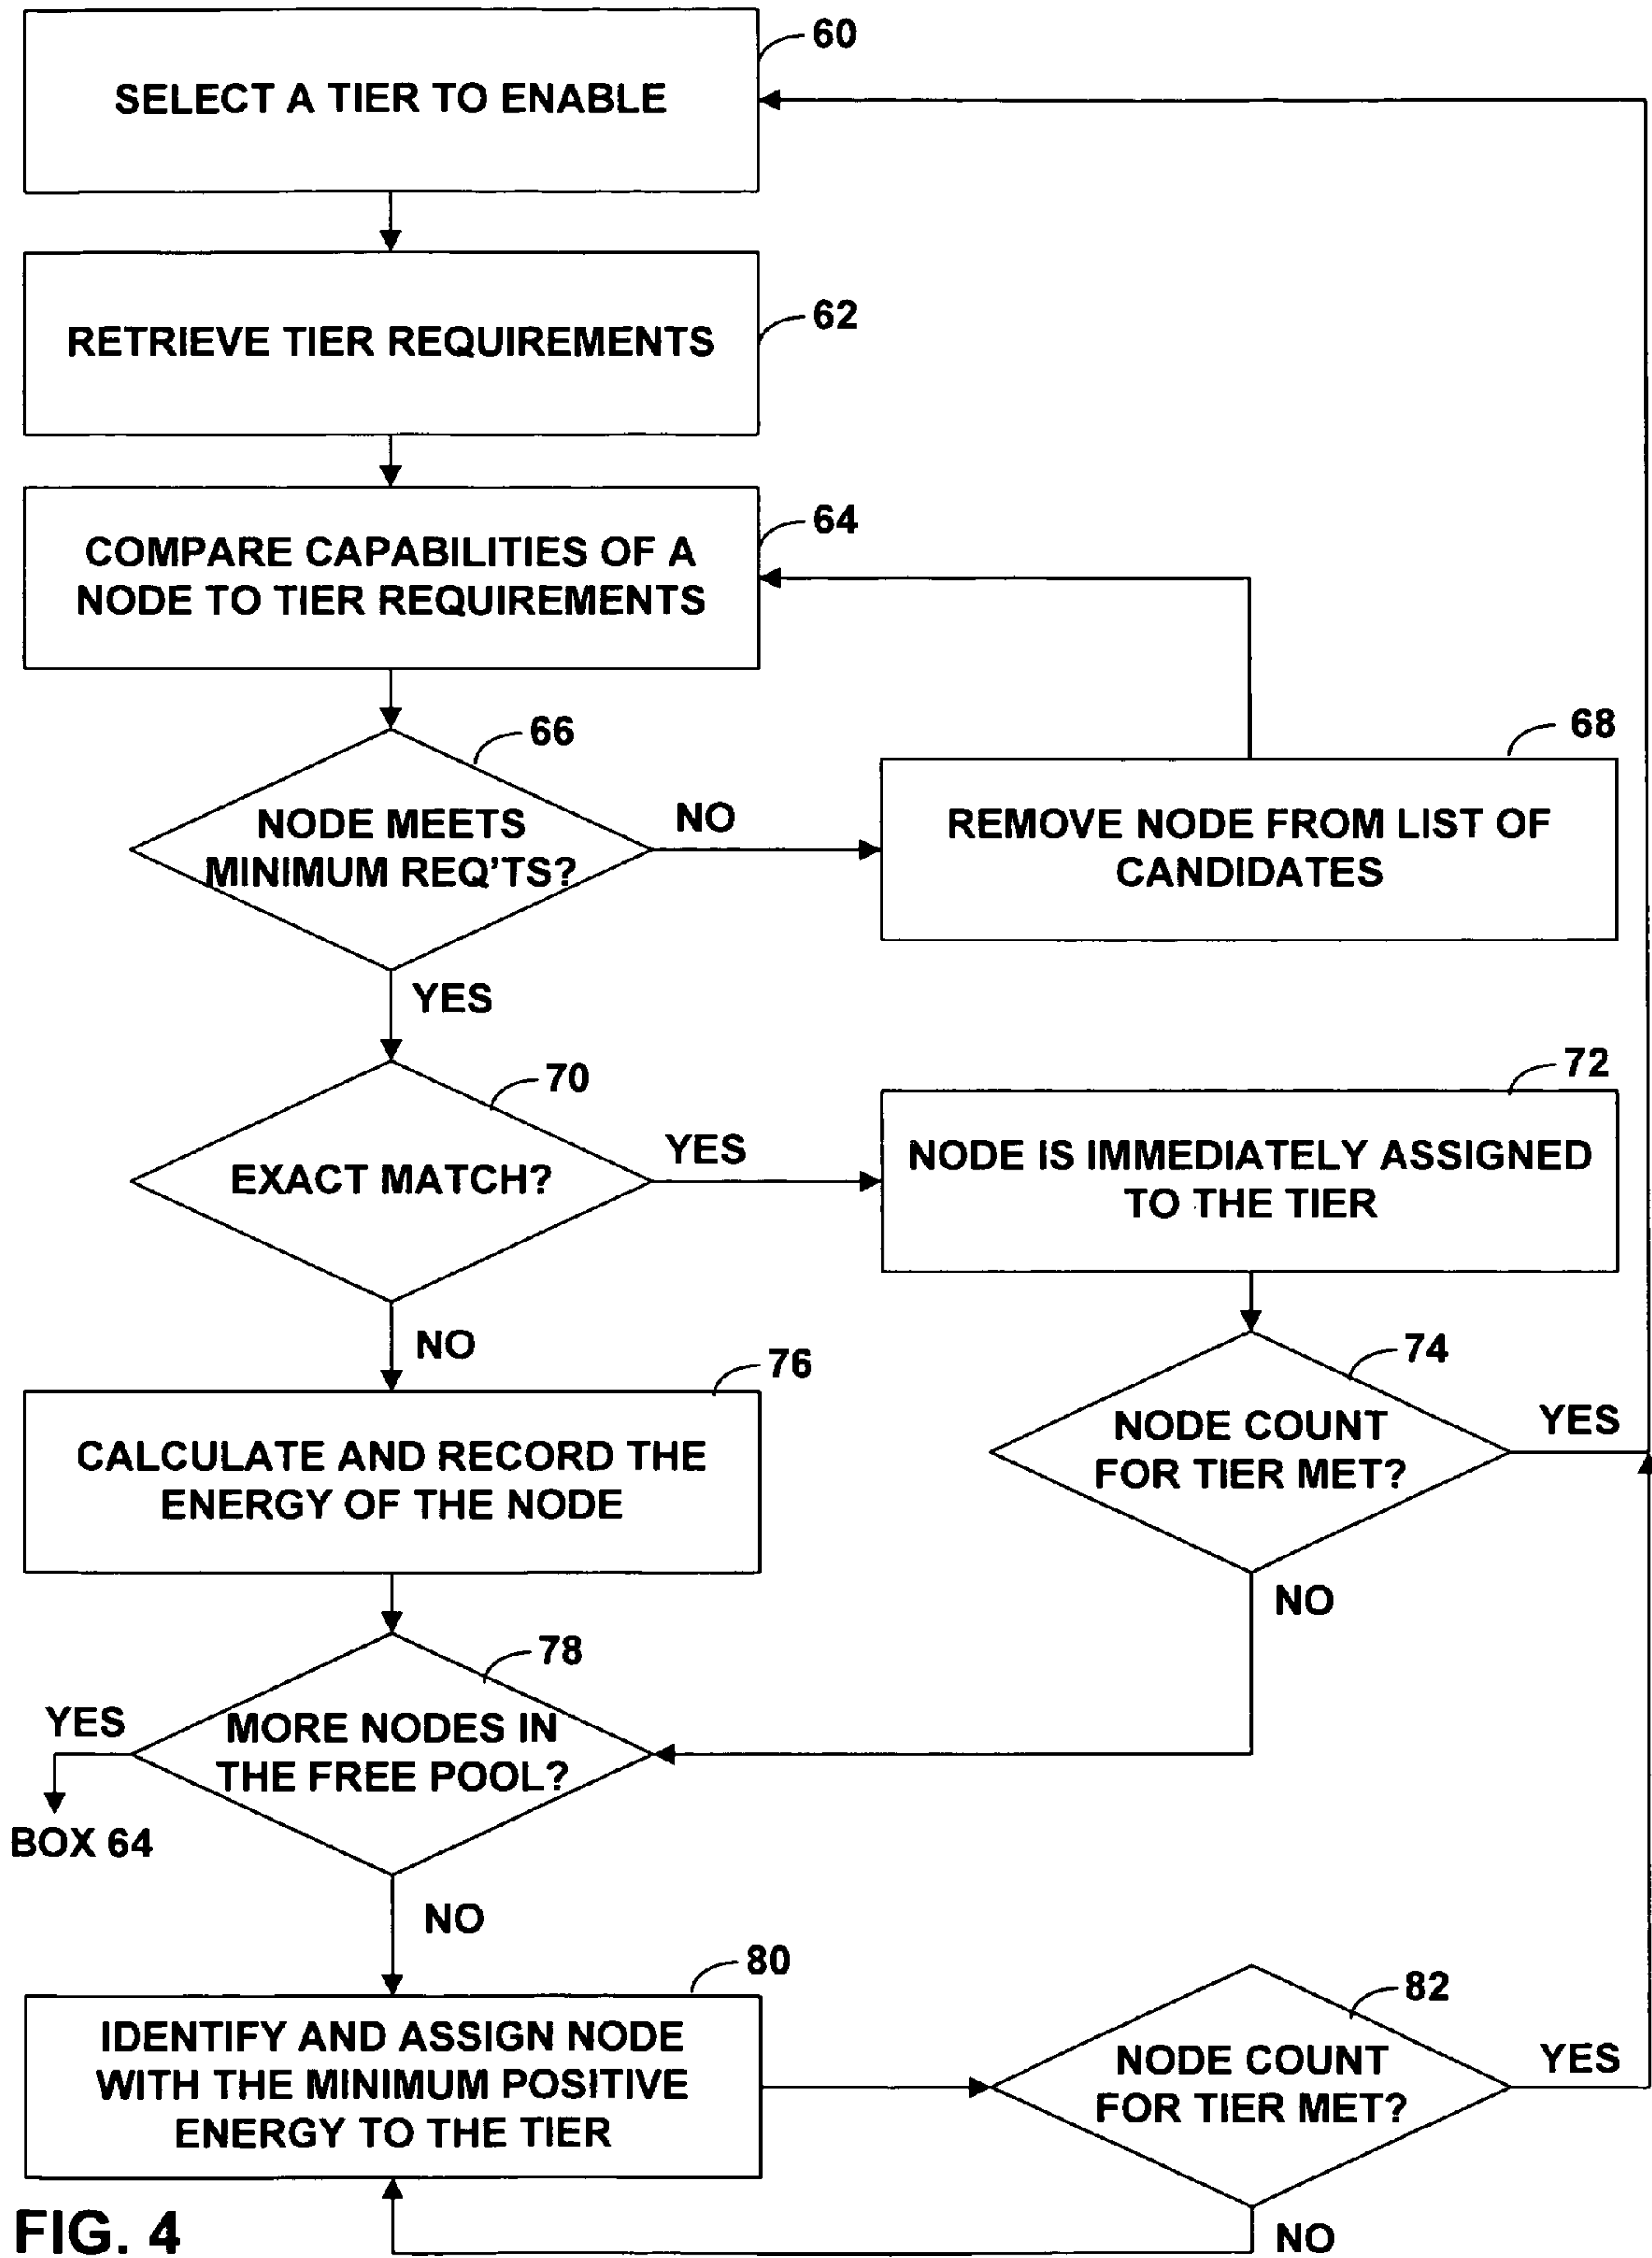 60
SELECT A TIER TO ENABLE
62
RETRIEVE TIER REQUIREMENTS
64
COMPARE CAPABILITIES OF A
NODE TO TIER REQUIREMENTS
66
NODE MEETS
MINIMUM REQ'TS?
NO
68
REMOVE NODE FROM LIST OF
CANDIDATES
YES
70
EXACT MATCH?
YES
72
NODE IS IMMEDIATELY ASSIGNED
TO THE TIER
NO
74
NODE COUNT
FOR TIER MET?
YES
NO
76
CALCULATE AND RECORD THE
ENERGY OF THE NODE
78
MORE NODES IN
THE FREE POOL?
YES
BOX 64
NO
80
IDENTIFY AND ASSIGN NODE
WITH THE MINIMUM POSITIVE
ENERGY TO THE TIER
82
NODE COUNT
FOR TIER MET?
YES
NO
FIG. 4